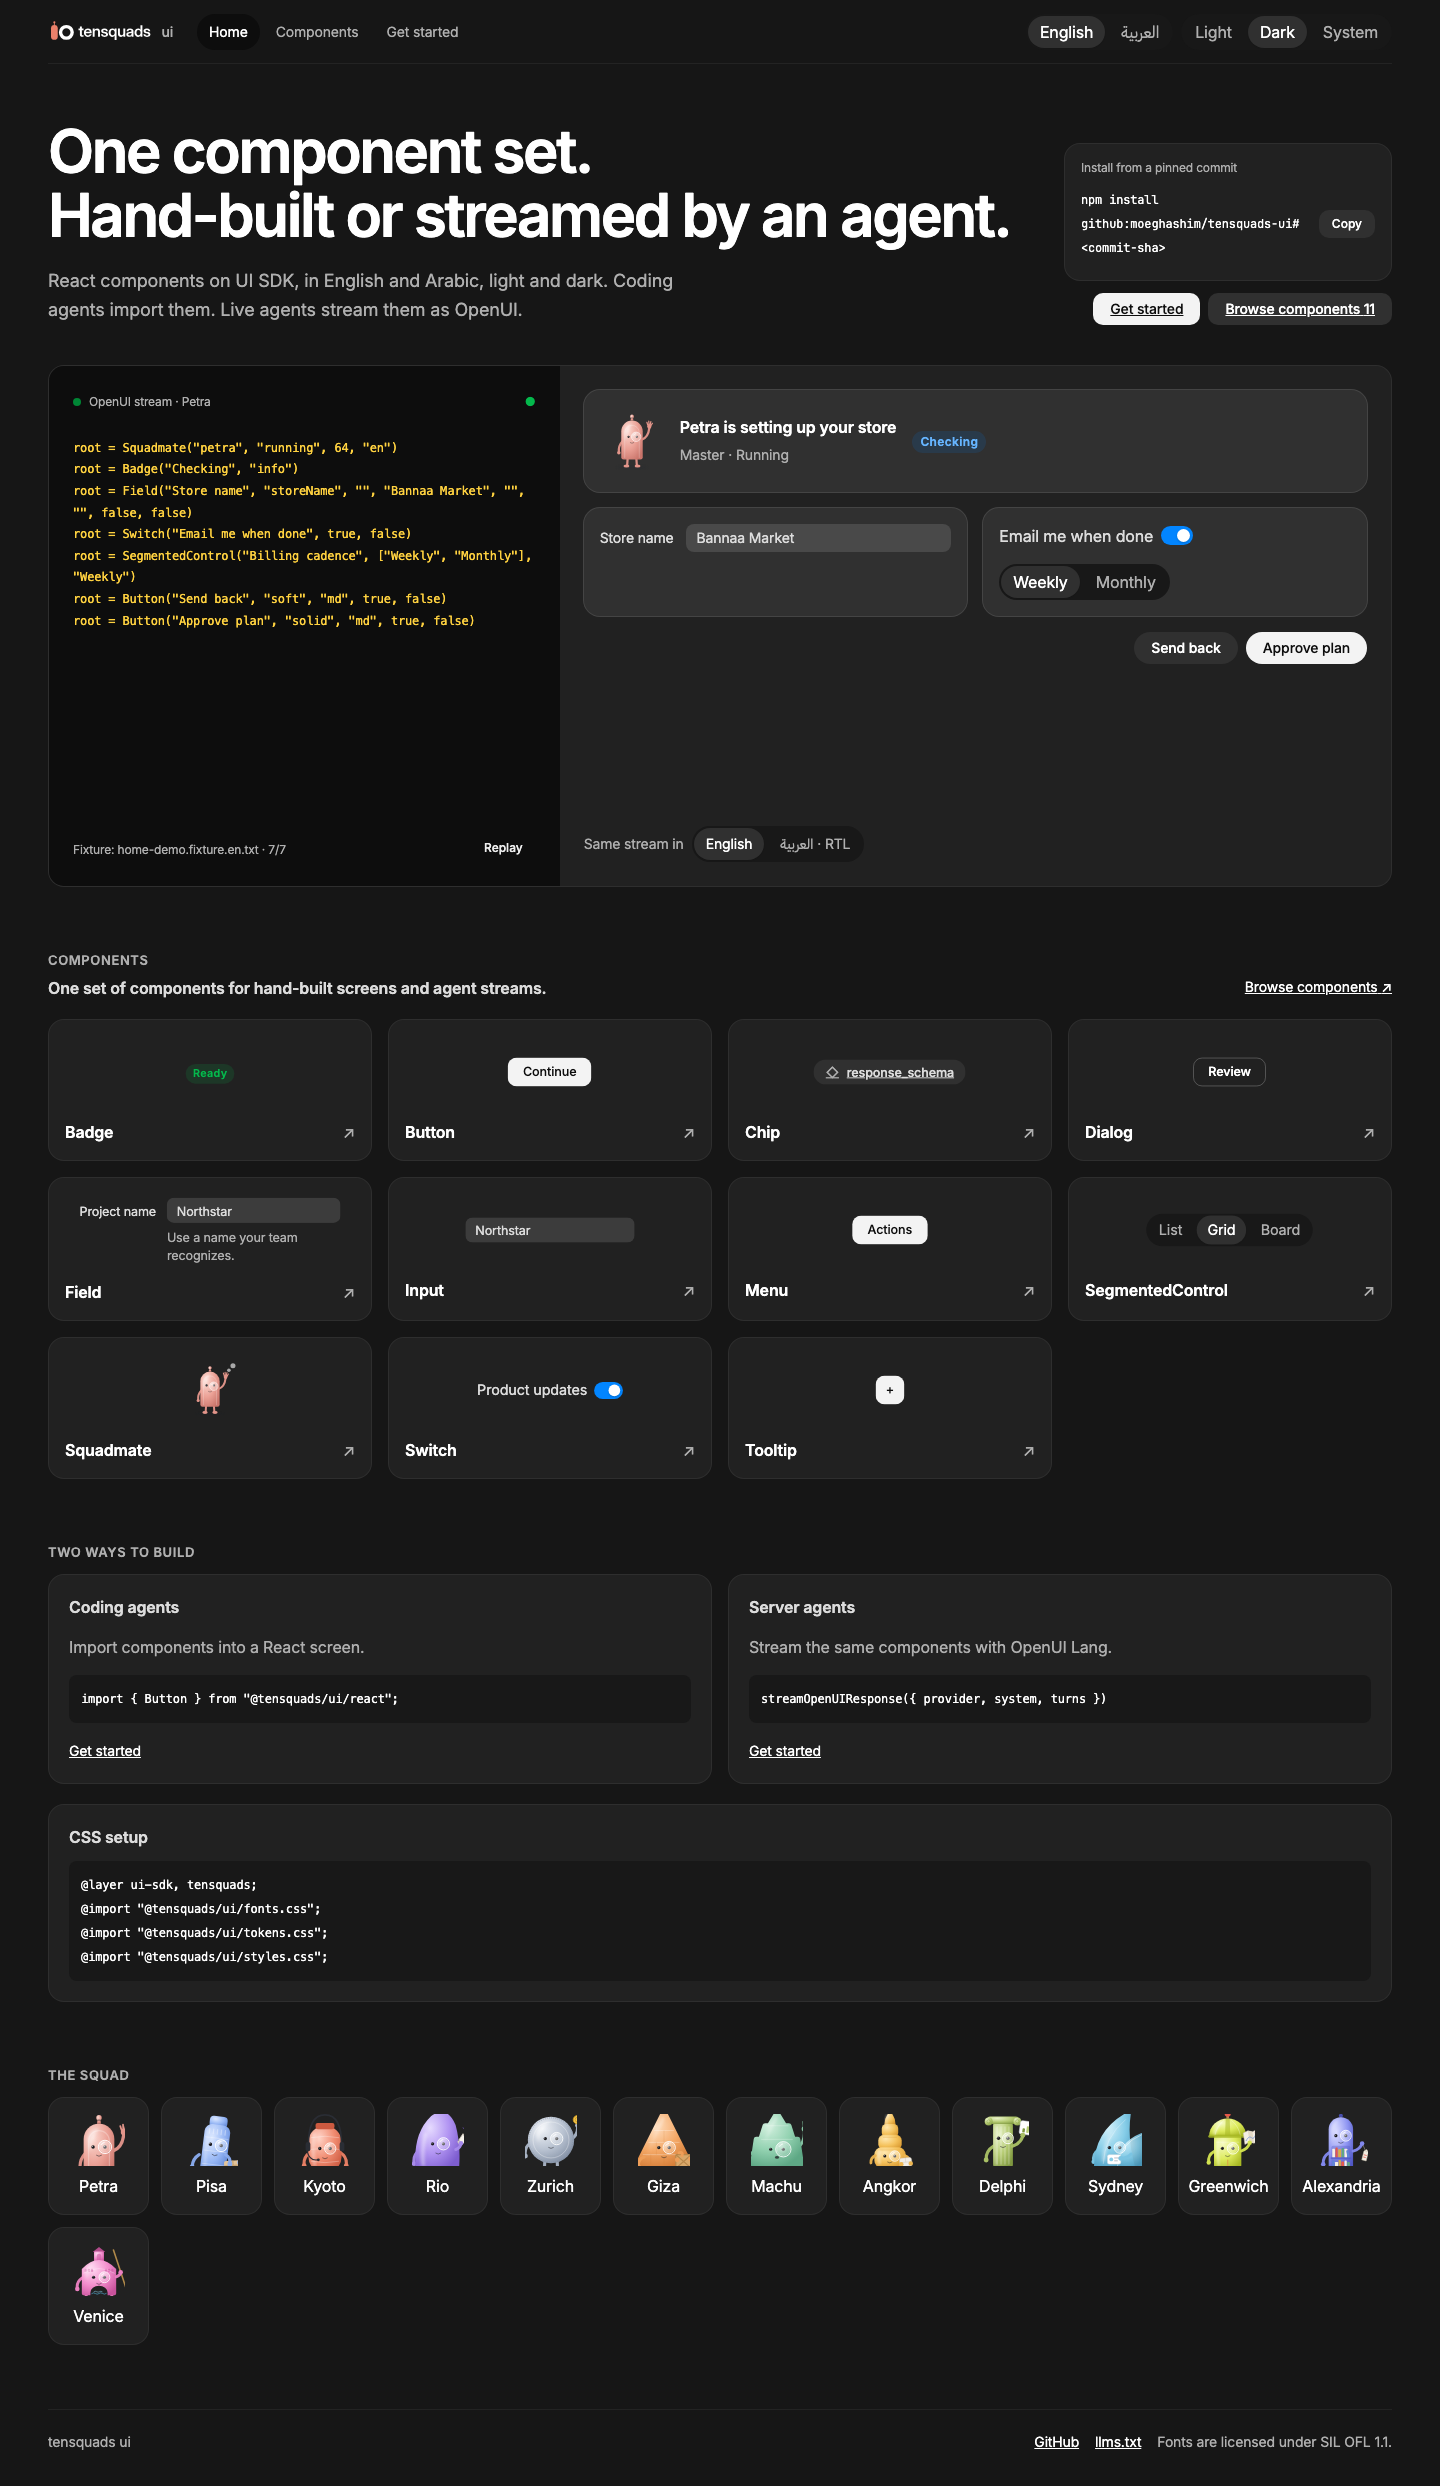 tensquads ui
Home
Components
Get started
English
العربية
Light
Dark
System
One component set.
Hand-built or streamed by an agent.
React components on UI SDK, in English and Arabic, light and dark. Coding
agents import them. Live agents stream them as OpenUI.
Install from a pinned commit
npm install
github:moeghashim/tensquads-ui#
<commit-sha>
Copy
Get started
Browse components 11
OpenUI stream · Petra
root = Squadmate("petra", "running", 64, "en")
root = Badge("Checking", "info")
root = Field("Store name", "storeName", "", "Bannaa Market", "",
"", false, false)
root = Switch("Email me when done", true, false)
root = SegmentedControl("Billing cadence", ["Weekly", "Monthly"],
"Weekly")
root = Button("Send back", "soft", "md", true, false)
root = Button("Approve plan", "solid", "md", true, false)
Fixture: home-demo.fixture.en.txt · 7/7
Replay
Petra is setting up your store
Master · Running
Checking
Store name
Bannaa Market
Email me when done
Weekly
Monthly
Send back
Approve plan
Same stream in
English
العربية · RTL
COMPONENTS
One set of components for hand-built screens and agent streams.
Browse components ↗
Ready
Badge ↗
Continue
Button ↗
response_schema
Chip ↗
Review
Dialog ↗
Project name
Northstar
Use a name your team
recognizes.
Field ↗
Northstar
Input ↗
Actions
Menu ↗
List
Grid
Board
SegmentedControl ↗
Squadmate ↗
Product updates
Switch ↗
+
Tooltip ↗
TWO WAYS TO BUILD
Coding agents
Import components into a React screen.
import { Button } from "@tensquads/ui/react";
Get started
Server agents
Stream the same components with OpenUI Lang.
streamOpenUIResponse({ provider, system, turns })
Get started
CSS setup
@layer ui-sdk, tensquads;
@import "@tensquads/ui/fonts.css";
@import "@tensquads/ui/tokens.css";
@import "@tensquads/ui/styles.css";
THE SQUAD
Petra
Pisa
Kyoto
Rio
Zurich
Giza
Machu
Angkor
Delphi
Sydney
Greenwich
Alexandria
Venice
tensquads ui
GitHub
llms.txt
Fonts are licensed under SIL OFL 1.1.